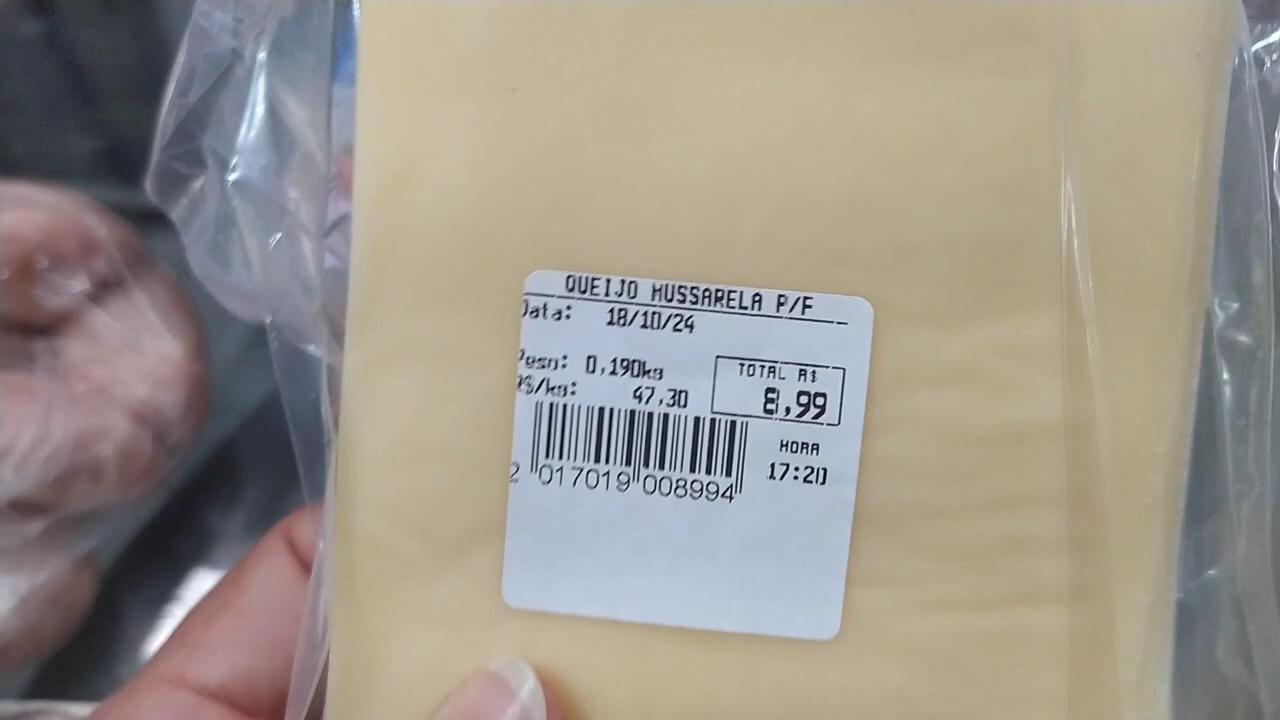 QUEIJO MUSSARELA P/F
Data: 18/10/24
Peso: 0,190kg
R$/kg: 47,30
TOTAL R$
8,99
HORA
17:20
2 017019 008994